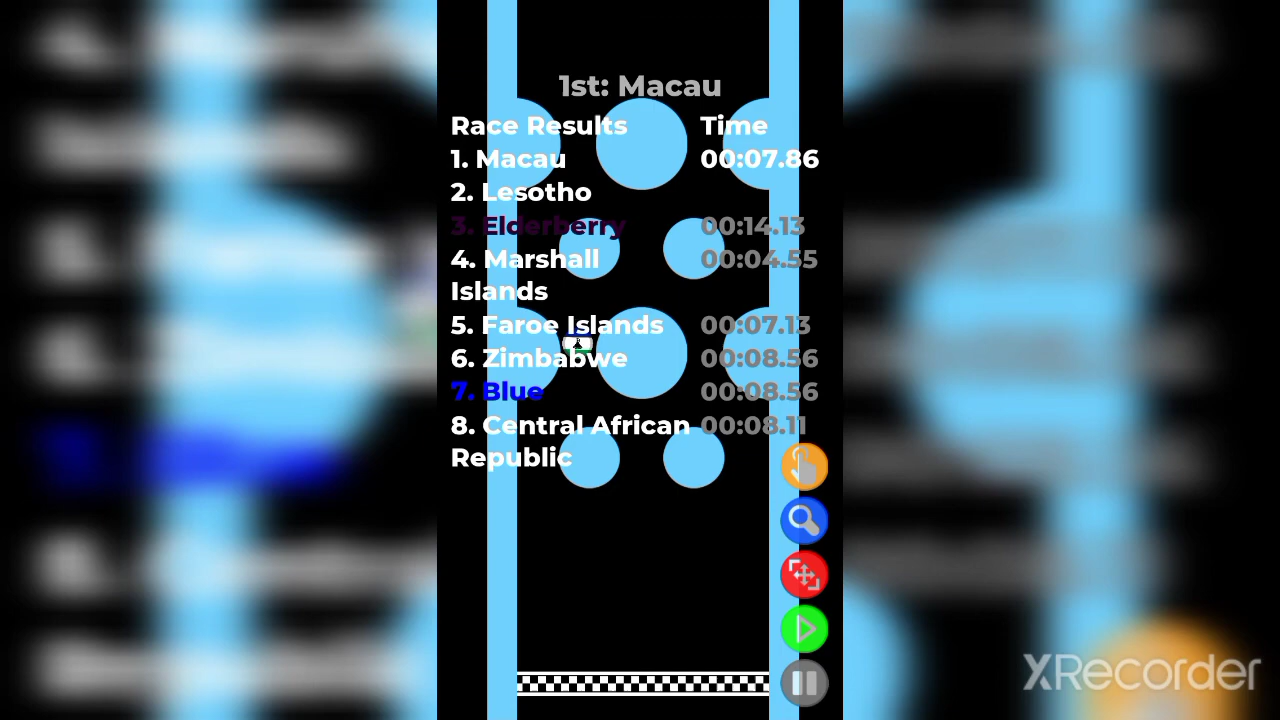 1st: Macau
Race Results Time
1. Macau 00:07.86
2. Lesotho
3. Elderberry 00:14.13
4. Marshall 00:04.55
Islands
5. Faroe Islands 00:07.13
6. Zimbabwe 00:08.56
7. Blue 00:08.56
8. Central African 00:08.11
Republic
XRecorder